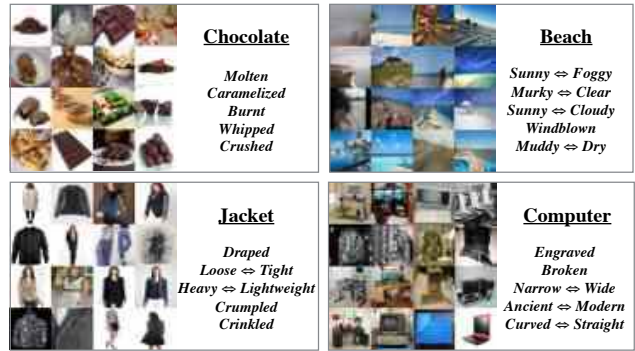 Chocolate
Molten
Caramelized
Burnt
Whipped
Crushed
Beach
Sunny ⇔ Foggy
Murky ⇔ Clear
Sunny ⇔ Cloudy
Windblown
Muddy ⇔ Dry
Jacket
Draped
Loose ⇔ Tight
Heavy ⇔ Lightweight
Crumpled
Crinkled
Computer
Engraved
Broken
Narrow ⇔ Wide
Ancient ⇔ Modern
Curved ⇔ Straight